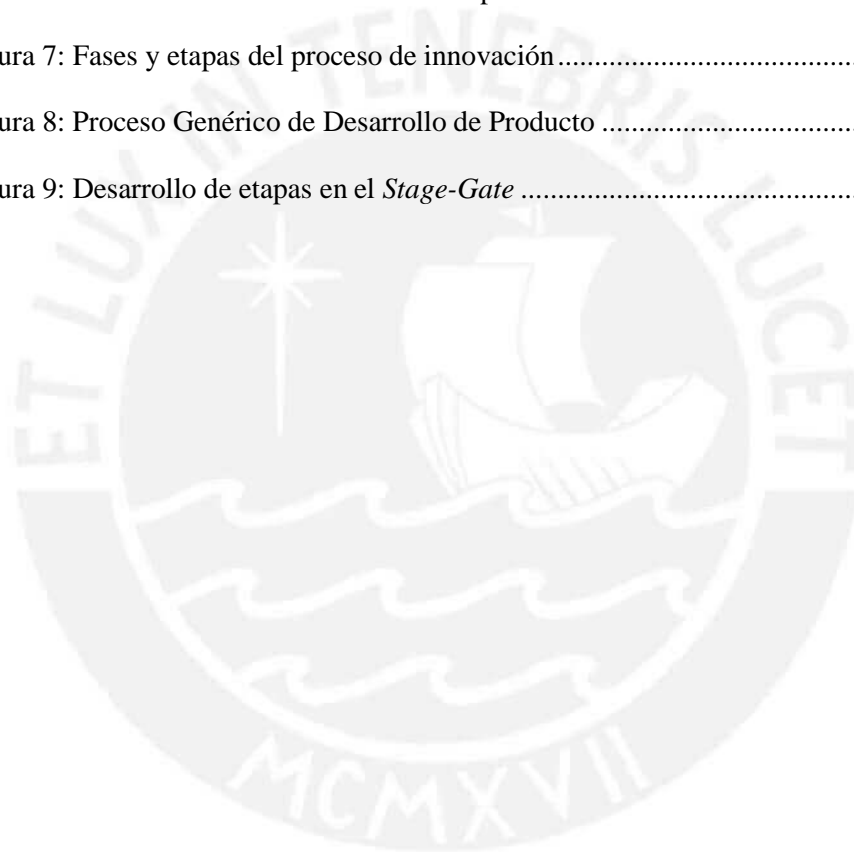 ura 7: Fases y etapas del proceso de innovación.....................................
ura 8: Proceso Genérico de Desarrollo de Producto ................................
ura 9: Desarrollo de etapas en el Stage-Gate ..........................................
ET LUX IN TENEBRIS LUCET
MCMXVII